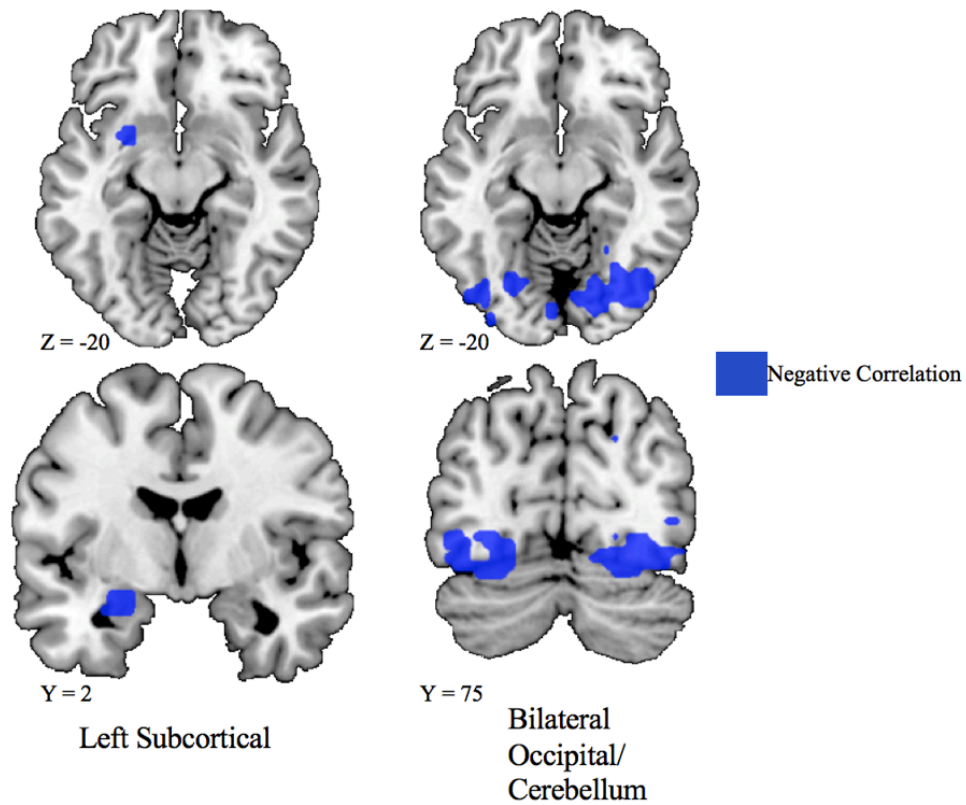 Z = -20
Z = -20
Negative Correlation
Y = 2
Y = 75
Left Subcortical
Bilateral
Occipital/
Cerebellum